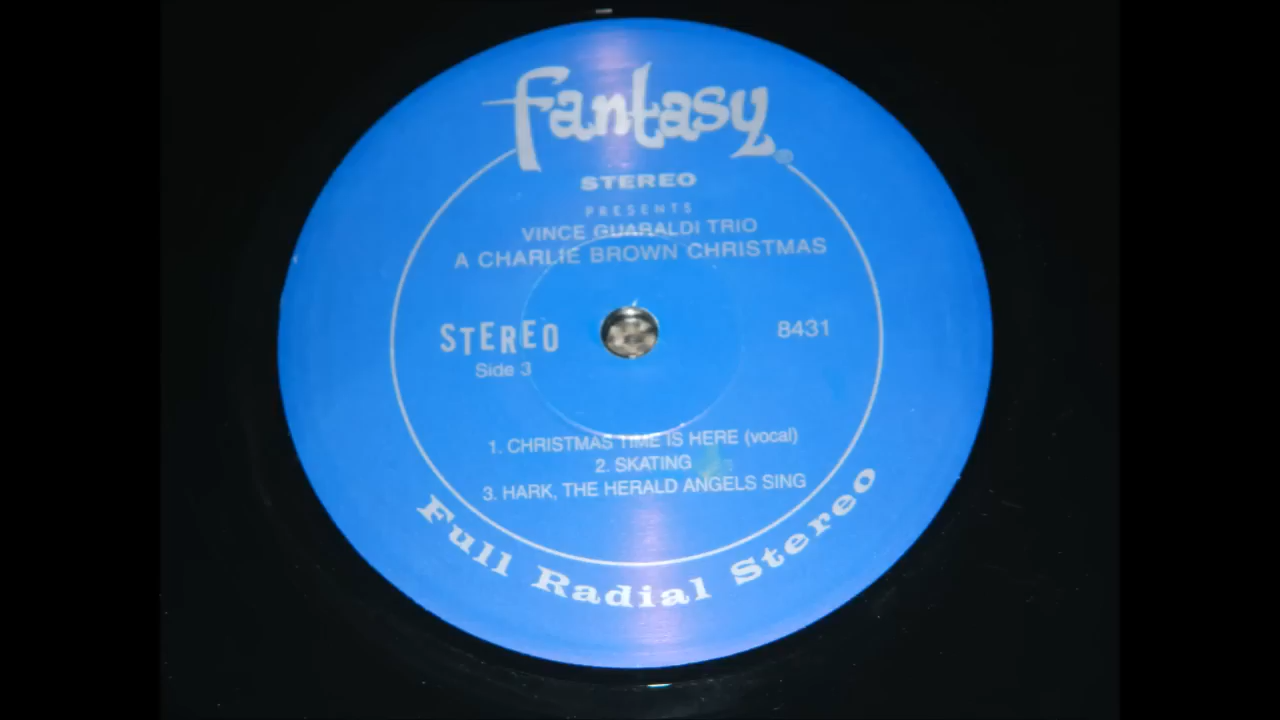 fantasy
STEREO
PRESENTS
VINCE GUARALDI TRIO
A CHARLIE BROWN CHRISTMAS
STEREO
8431
Side 3
1. CHRISTMAS TIME IS HERE (vocal)
2. SKATING
3. HARK, THE HERALD ANGELS SING
Full Radial Stereo